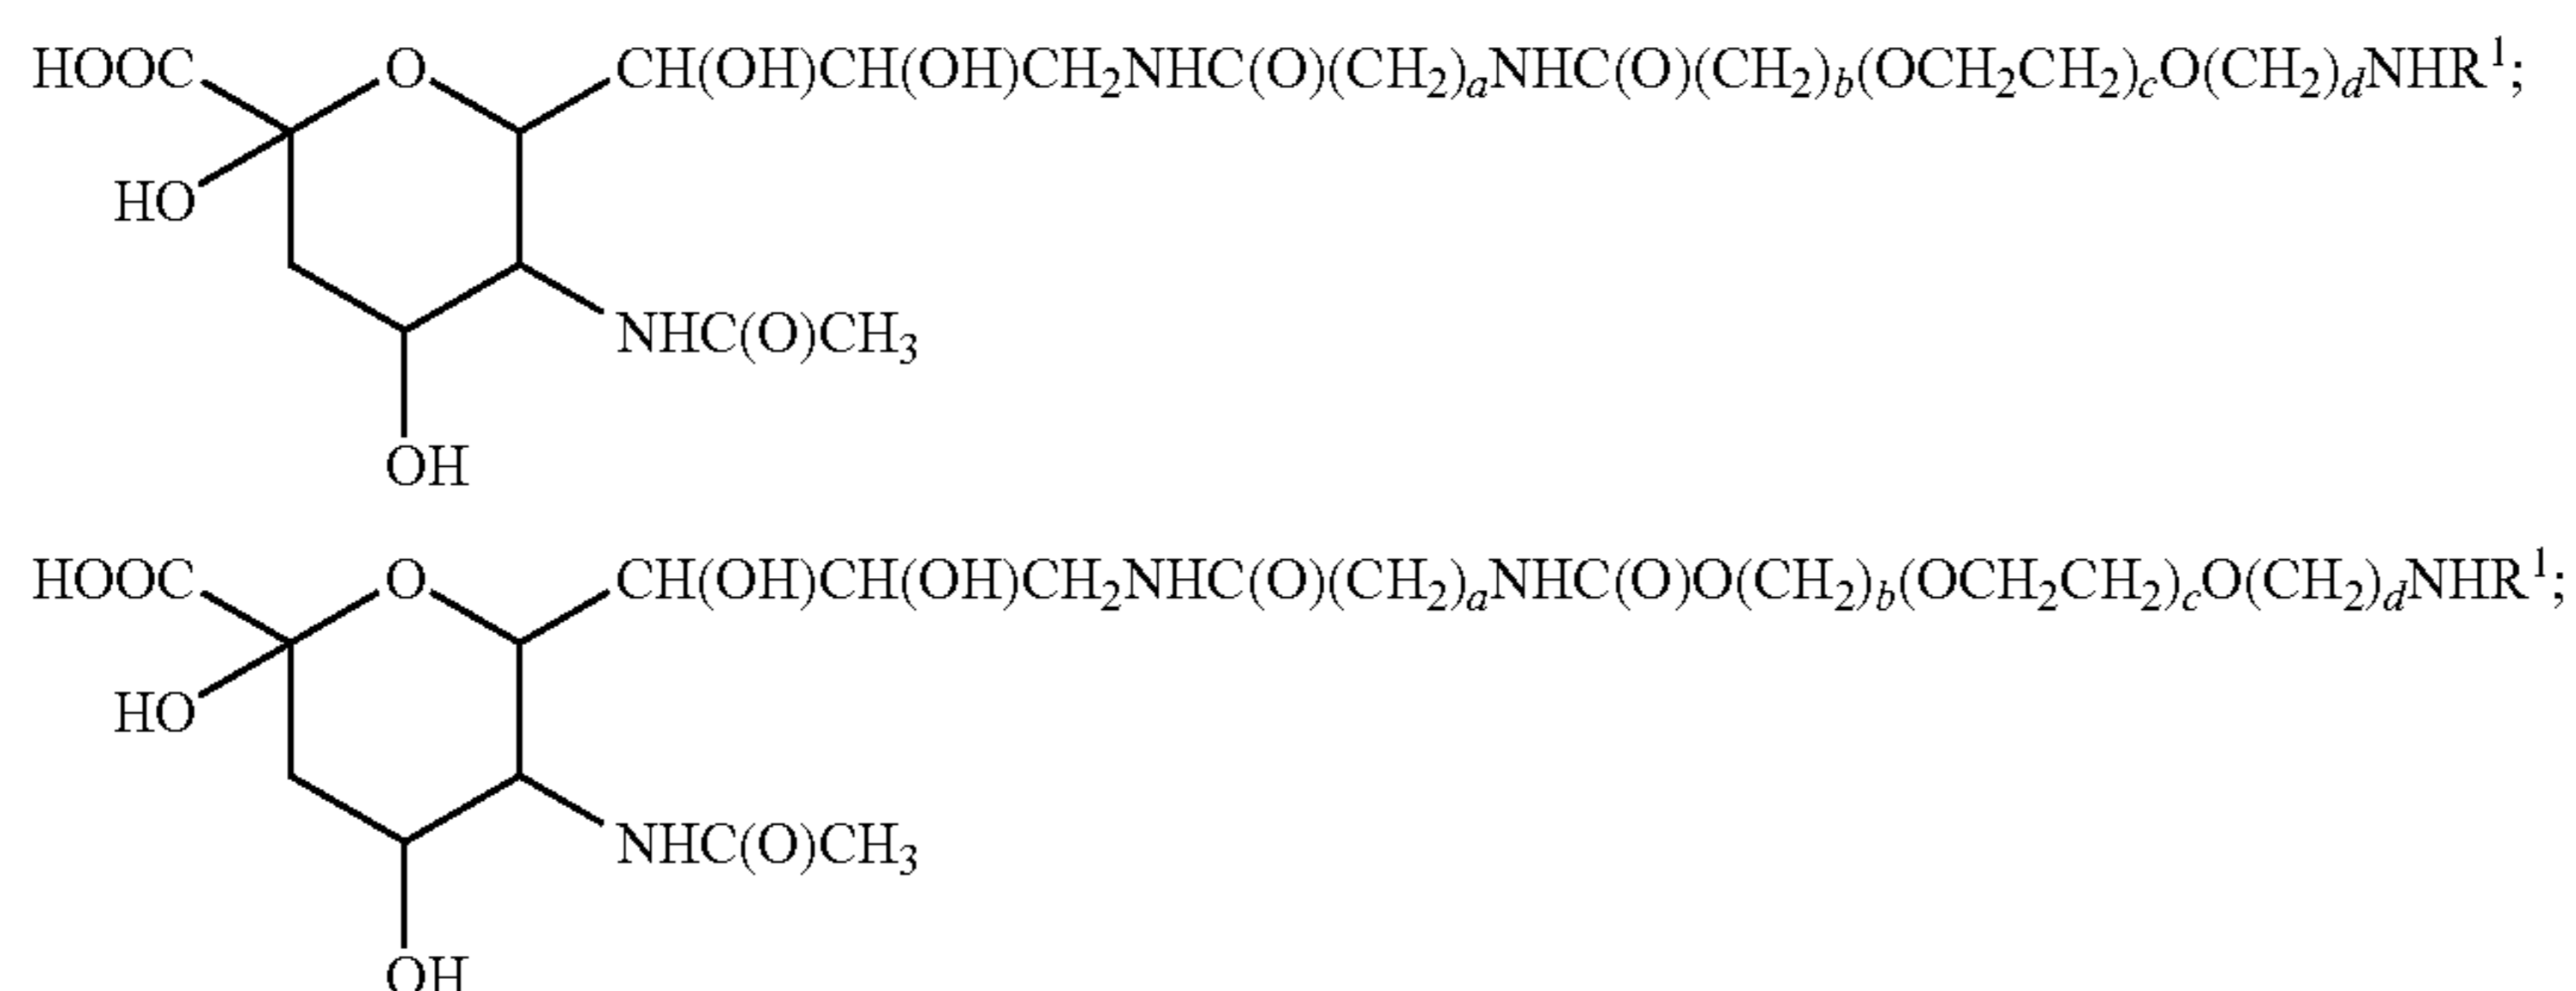 HOOC O CH(OH)CH(OH)CH₂NHC(O)(CH₂)ₐNHC(O)(CH₂)b(OCH₂CH₂)cO(CH₂)dNHR¹;
HO
NHC(O)CH₃
OH
HOOC O CH(OH)CH(OH)CH₂NHC(O)(CH₂)ₐNHC(O)O(CH₂)b(OCH₂CH₂)cO(CH₂)dNHR¹;
HO
NHC(O)CH₃
OH